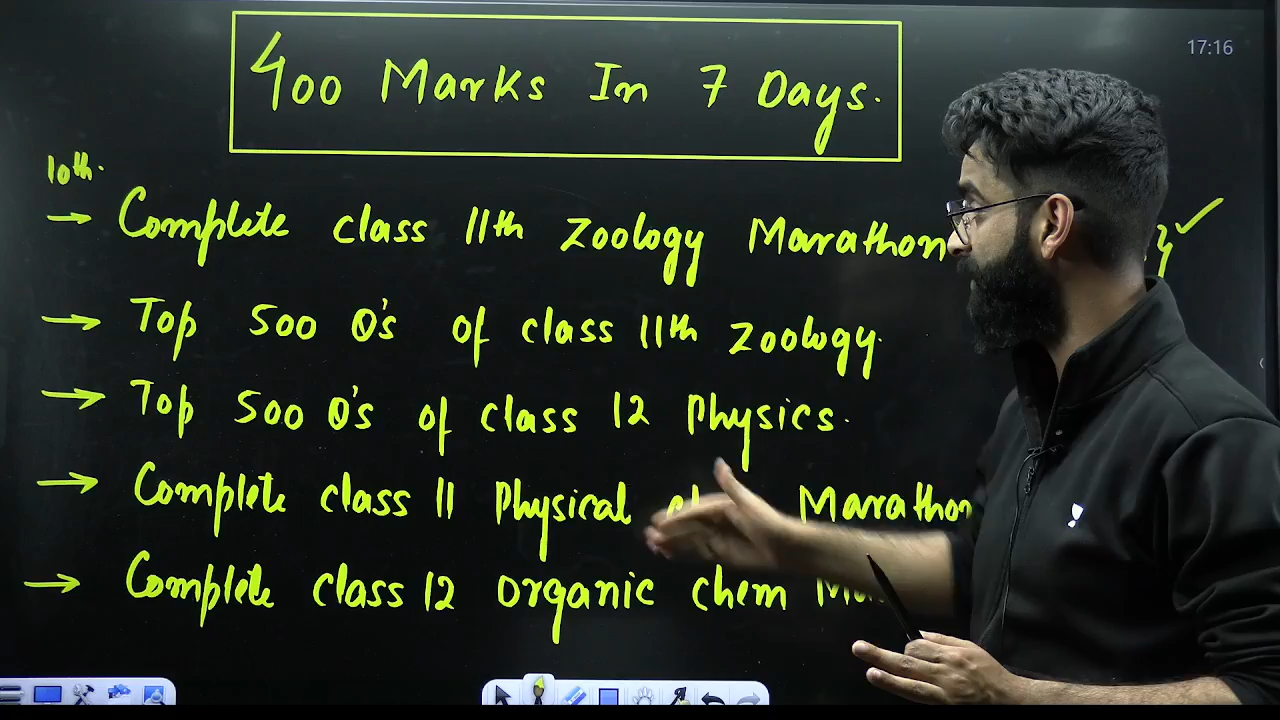 17:16
400 Marks In 7 Days.
10th.
→ Complete class 11th Zoology Marathon
→ Top 500 Q's of class 11th Zoology.
→ Top 500 Q's of class 12 Physics.
→ Complete class 11 Physical Marathon
→ Complete class 12 organic chem